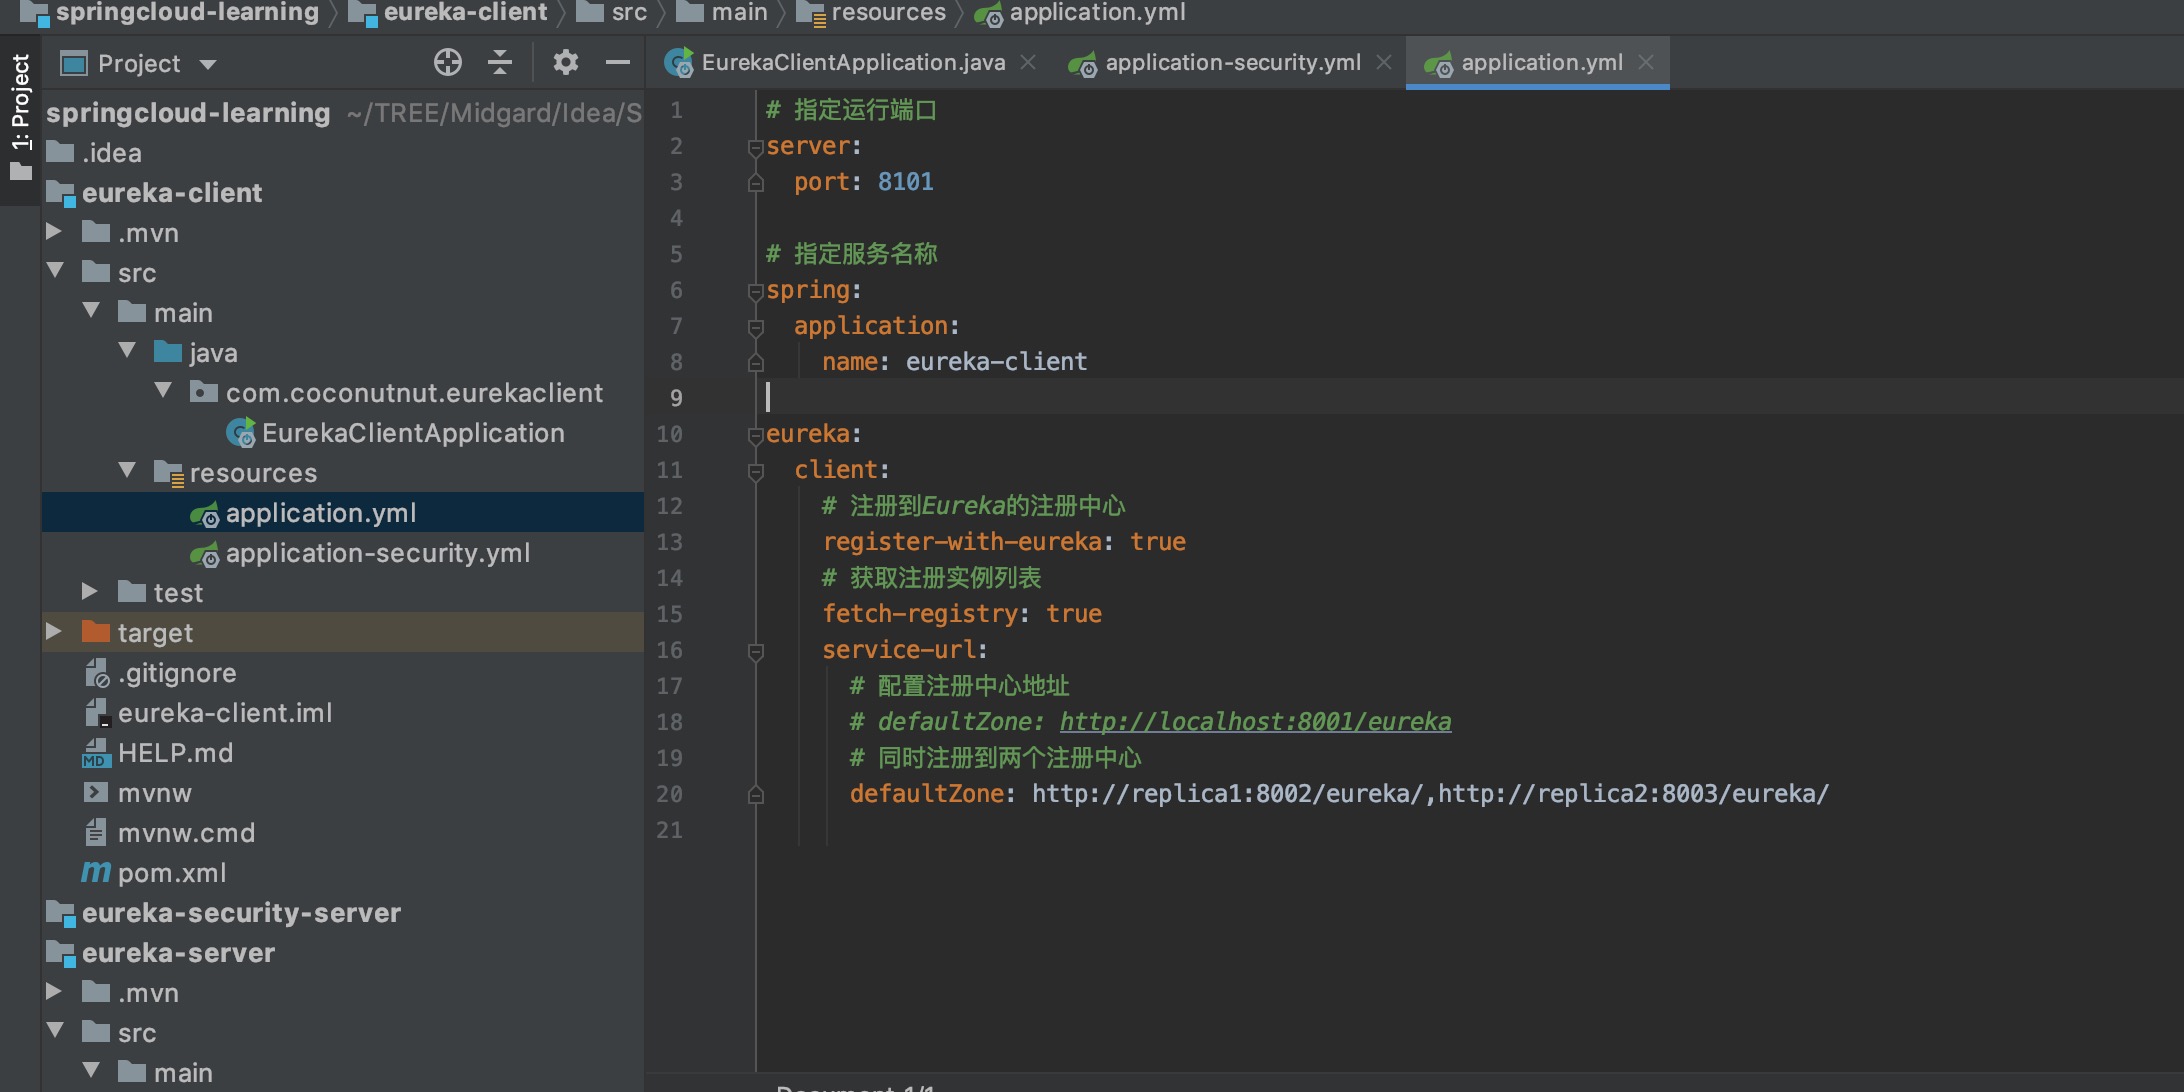 springcloud-learning eureka-client src main resources application.yml
1: Project
Project
springcloud-learning ~/TREE/Midgard/Idea/S
.idea
eureka-client
.mvn
src
main
java
com.coconutnut.eurekaclient
EurekaClientApplication
resources
application.yml
application-security.yml
test
target
.gitignore
eureka-client.iml
HELP.md
mvnw
mvnw.cmd
pom.xml
eureka-security-server
eureka-server
.mvn
src
main
EurekaClientApplication.java application-security.yml application.yml
1 # 指定运行端口
2 server:
3   port: 8101
4
5 # 指定服务名称
6 spring:
7   application:
8     name: eureka-client
9
10 eureka:
11   client:
12     # 注册到Eureka的注册中心
13     register-with-eureka: true
14     # 获取注册实例列表
15     fetch-registry: true
16     service-url:
17       # 配置注册中心地址
18       # defaultZone: http://localhost:8001/eureka
19       # 同时注册到两个注册中心
20       defaultZone: http://replica1:8002/eureka/,http://replica2:8003/eureka/
21
Document 1/1